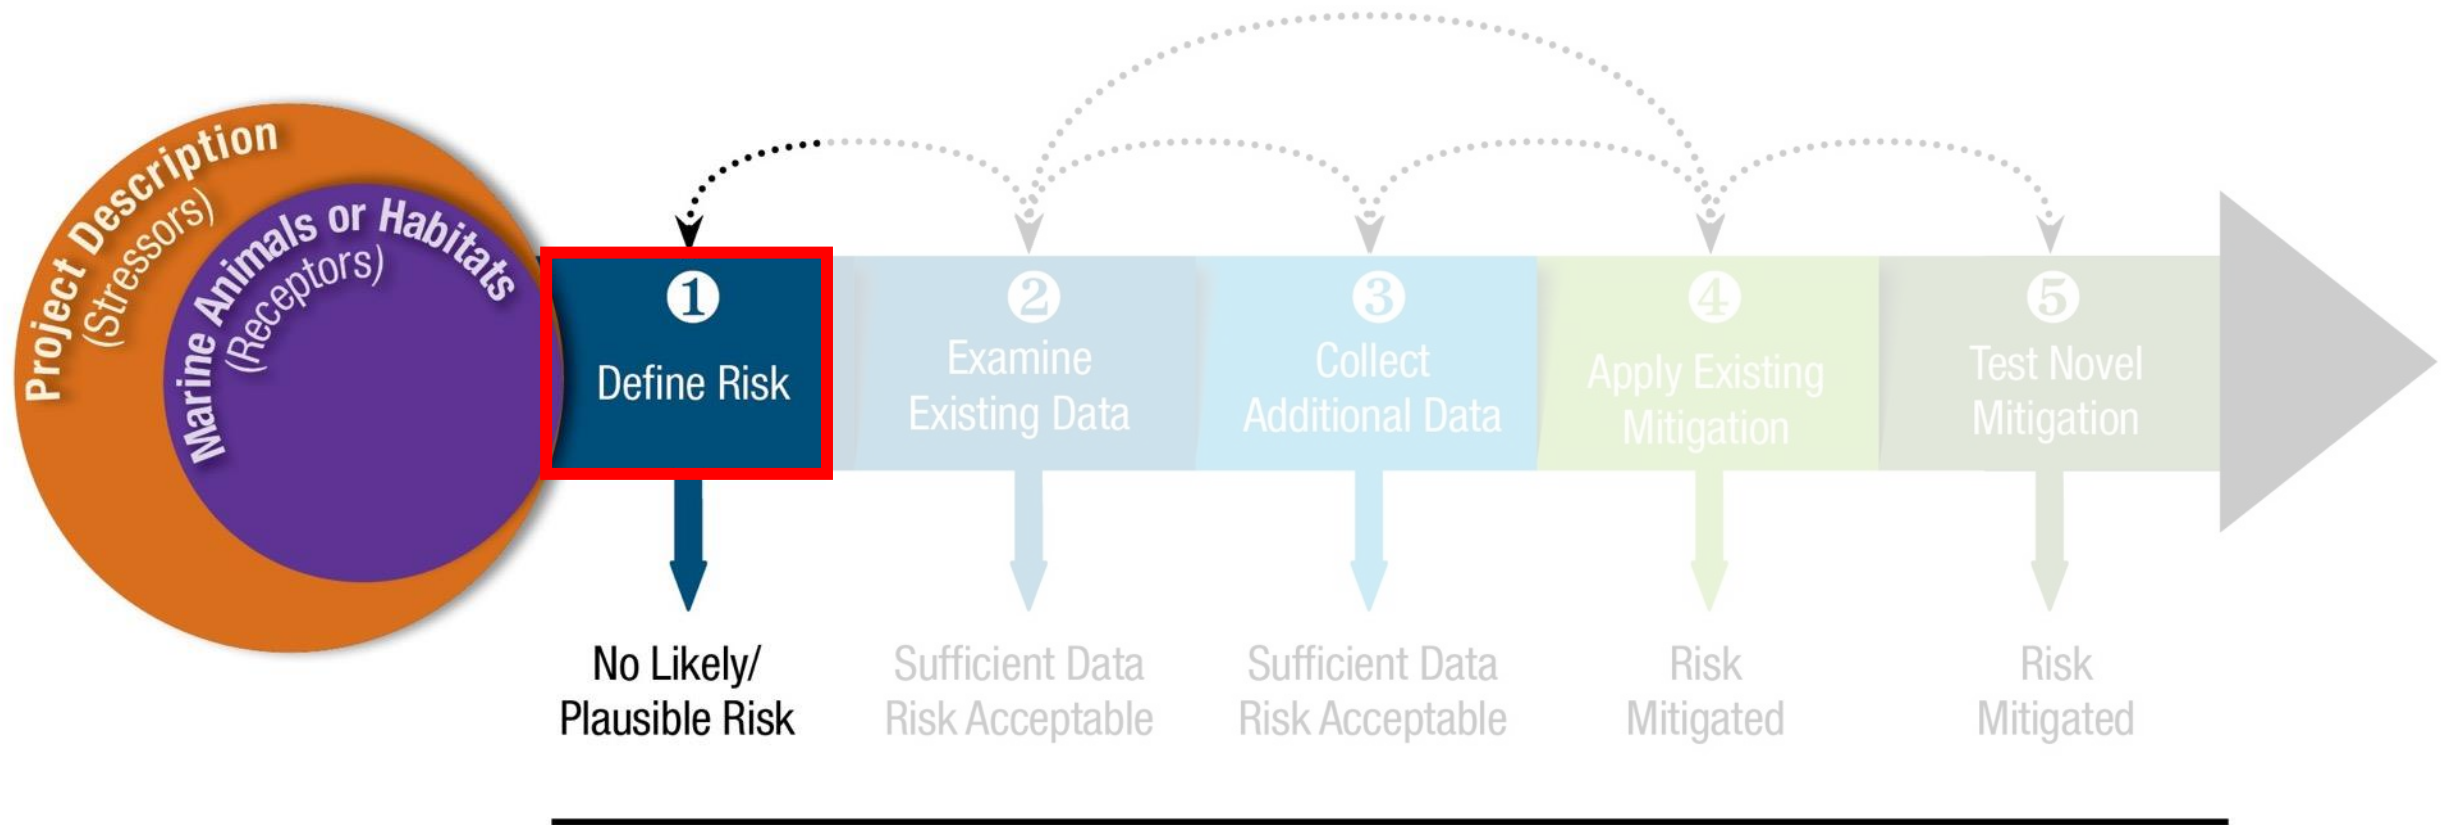 Project Description
(Stressors)
Marine Animals or Habitats
(Receptors)
1
Define Risk
2
Examine
Existing Data
3
Collect
Additional Data
4
Apply Existing
Mitigation
5
Test Novel
Mitigation
No Likely/
Plausible Risk
Sufficient Data
Risk Acceptable
Sufficient Data
Risk Acceptable
Risk
Mitigated
Risk
Mitigated